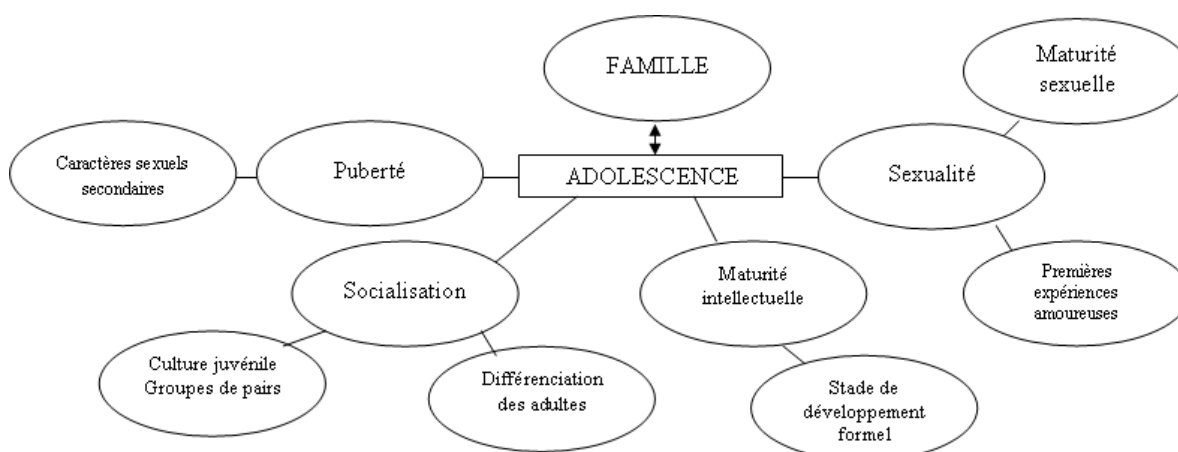 FAMILLE
Maturité
sexuelle
Caractères sexuels
secondaires
Puberté
ADOLESCENCE
Sexualité
Socialisation
Maturité
intellectuelle
Premières
expériences
amoureuses
Culture juvénile
Groupes de pairs
Différenciation
des adultes
Stade de
développement
formel